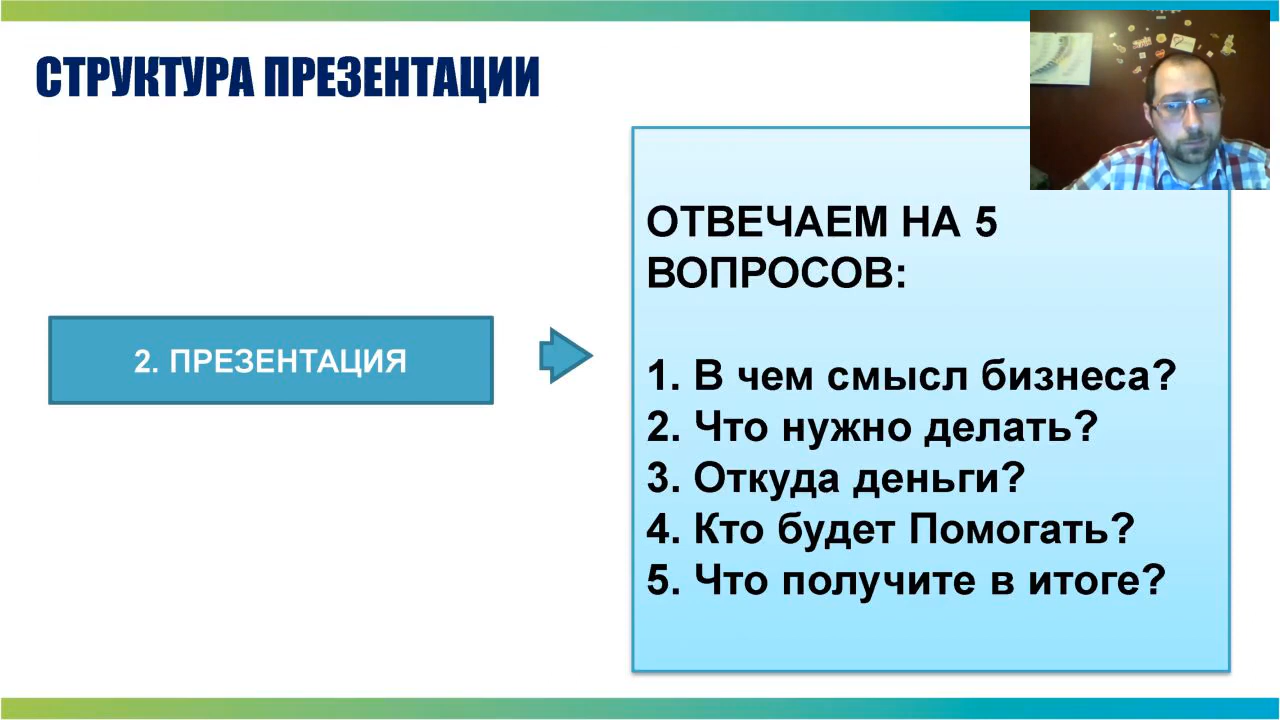 СТРУКТУРА ПРЕЗЕНТАЦИИ
2. ПРЕЗЕНТАЦИЯ
ОТВЕЧАЕМ НА 5
ВОПРОСОВ:
1. В чем смысл бизнеса?
2. Что нужно делать?
3. Откуда деньги?
4. Кто будет Помогать?
5. Что получите в итоге?